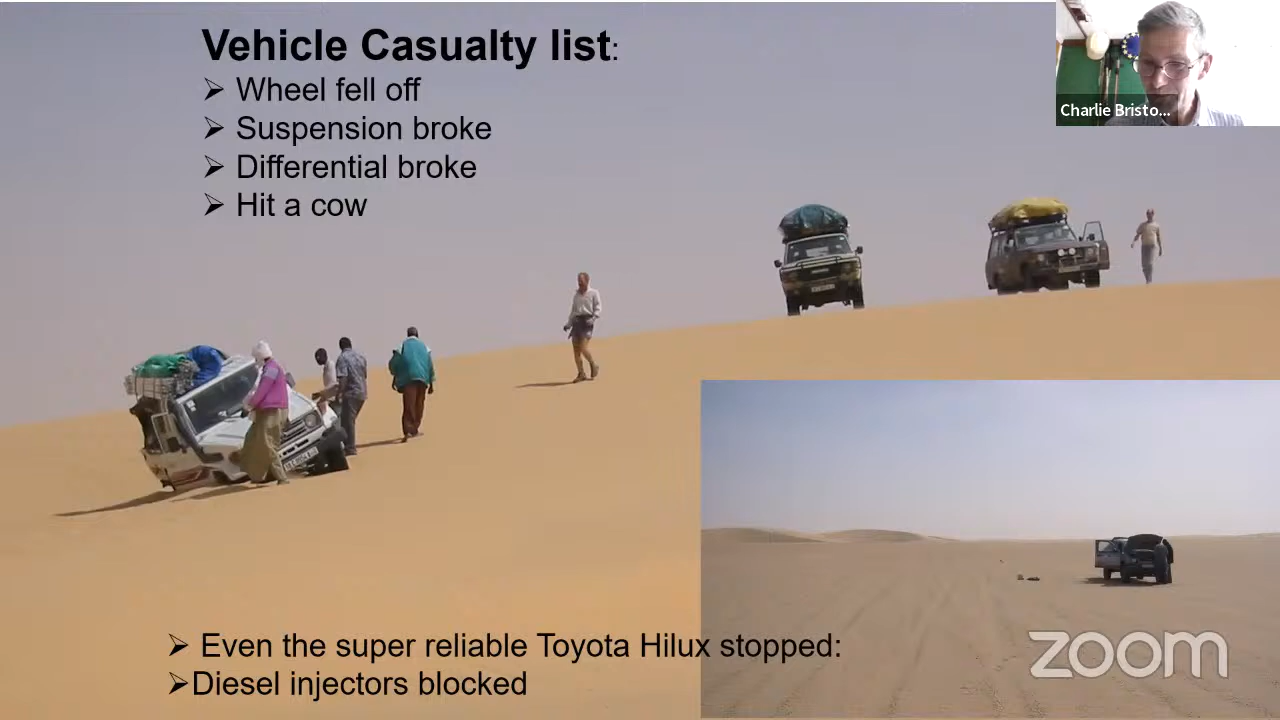 Vehicle Casualty list:
➢ Wheel fell off
➢ Suspension broke
➢ Differential broke
➢ Hit a cow
Charlie Bristo...
➢ Even the super reliable Toyota Hilux stopped:
➢Diesel injectors blocked
zoom